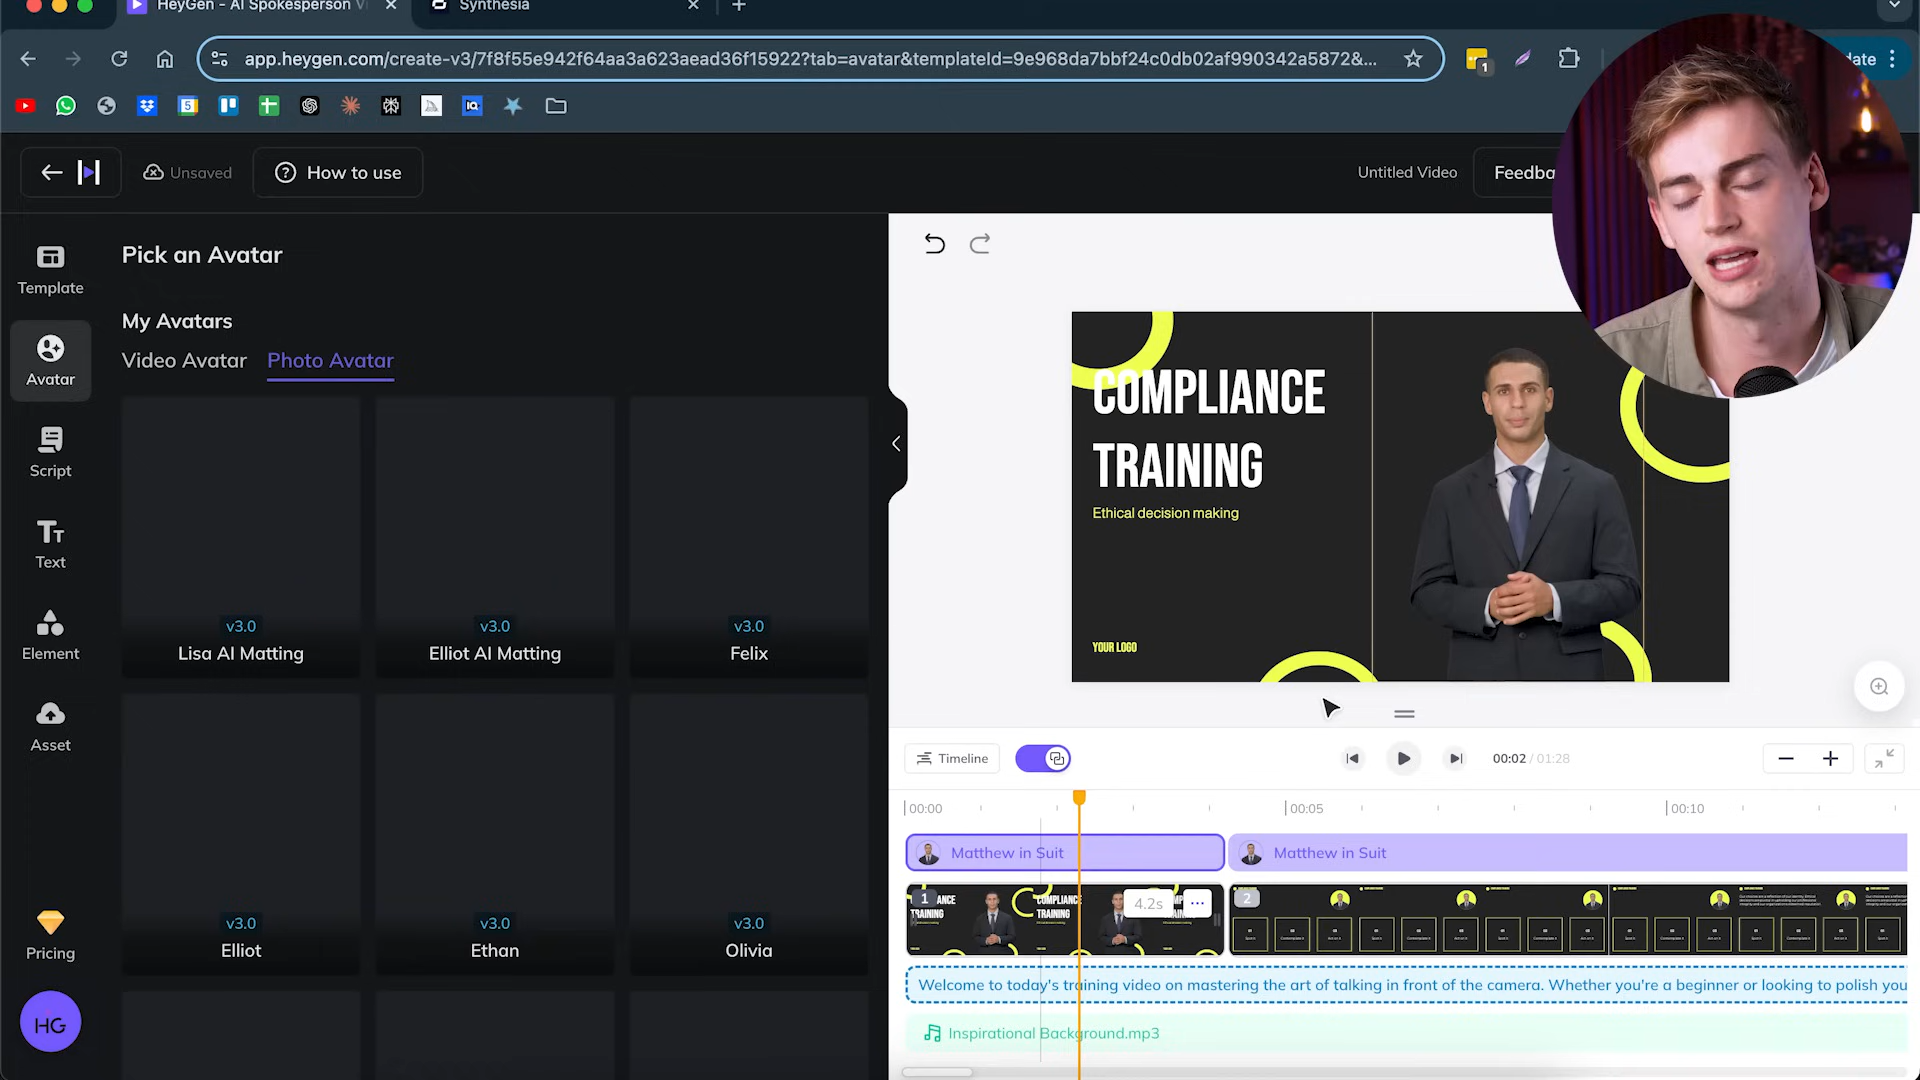 HeyGen - AI Spokesperson V
Synthesia
app.heygen.com/create-v3/7f8f55e942f64aa3a623aead36f15922?tab=avatar&templateId=9e968da7bbf24c0db02af990342a5872&...
1
date
5
IQ
Unsaved
How to use
Untitled Video
Feedba
Template
Avatar
Script
Text
Element
Asset
Pricing
HG
Pick an Avatar
My Avatars
Video Avatar
Photo Avatar
v3.0
Lisa AI Matting
v3.0
Elliot AI Matting
v3.0
Felix
v3.0
Elliot
v3.0
Ethan
v3.0
Olivia
COMPLIANCE
TRAINING
Ethical decision making
YOUR LOGO
Timeline
00:02 / 01:28
00:00
00:05
00:10
Matthew in Suit
Matthew in Suit
1
4.2s
2
Welcome to today's training video on mastering the art of talking in front of the camera. Whether you're a beginner or looking to polish you
Inspirational Background.mp3